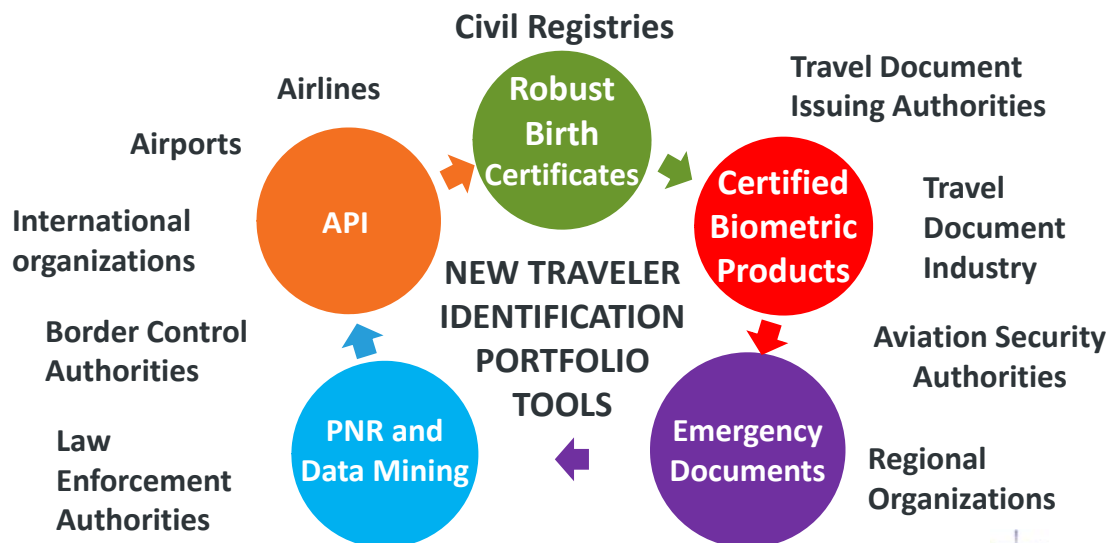 Civil Registries
Robust
Birth
Certificates
Travel Document
Issuing Authorities
Airlines
Airports
API
Certified
Biometric
Products
Travel
Document
Industry
International
organizations
NEW TRAVELER
IDENTIFICATION
PORTFOLIO
TOOLS
Border Control
Authorities
Aviation Security
Authorities
PNR and
Data Mining
Emergency
Documents
Law
Enforcement
Authorities
Regional
Organizations